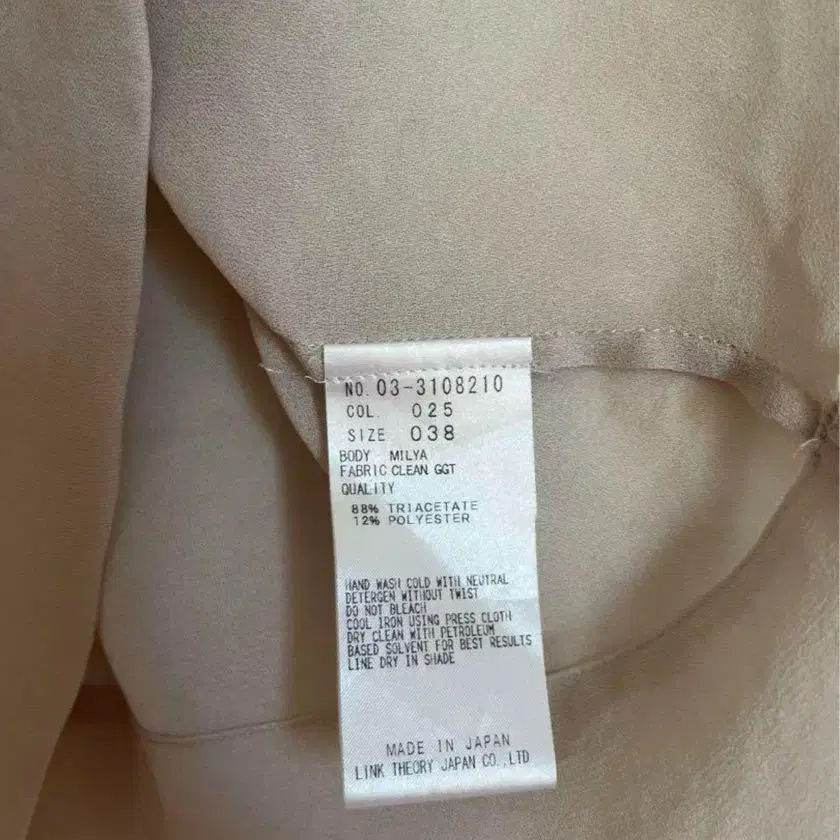 NO. 03-3108210
COL. 025
SIZE 038
BODY MILYA
FABRIC CLEAN GGT
QUALITY
88% TRIACETATE
12% POLYESTER
HAND WASH COLD WITH NEUTRAL
DETERGEN WITHOUT TWIST
DO NOT BLEACH
COOL IRON USING PRESS CLOTH
DRY CLEAN WITH PETROLEUM
BASED SOLVENT FOR BEST RESULTS
LINE DRY IN SHADE
MADE IN JAPAN
LINK THEORY JAPAN CO.,LTD